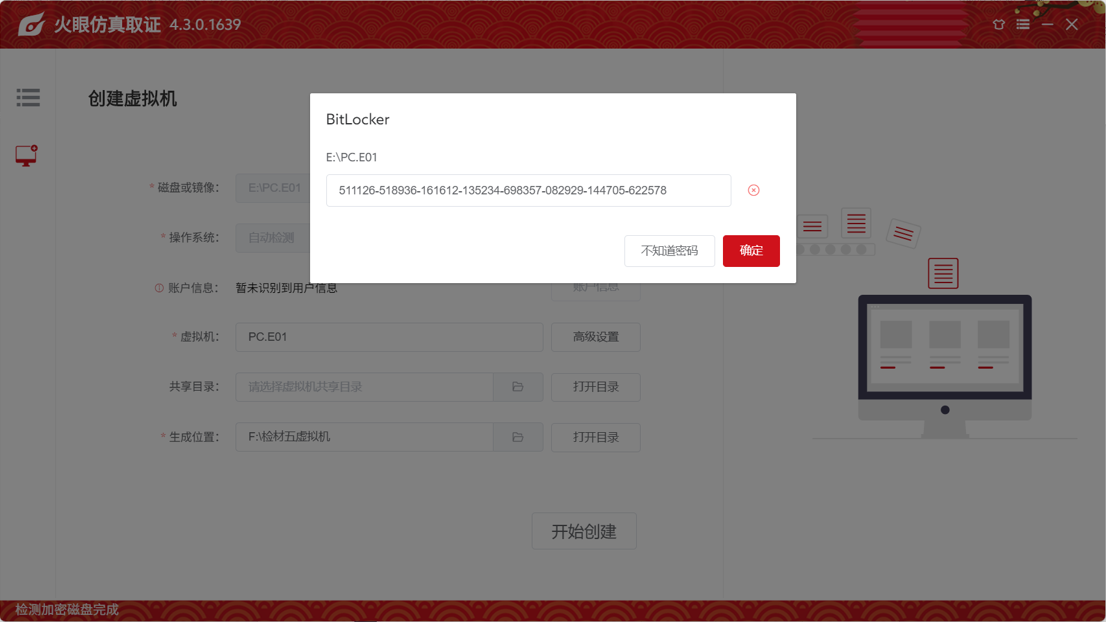 火眼仿真取证 4.3.0.1639
创建虚拟机
BitLocker
E:\PC.E01
511126-518936-161612-135234-698357-082929-144705-622578
不知道密码 确定
* 磁盘或镜像： E:\PC.E01
* 操作系统： 自动检测
账户信息： 暂未识别到用户信息 账户信息
* 虚拟机： PC.E01 高级设置
共享目录： 请选择虚拟机共享目录 打开目录
* 生成位置： F:\检材五虚拟机 打开目录
开始创建
检测加密磁盘完成